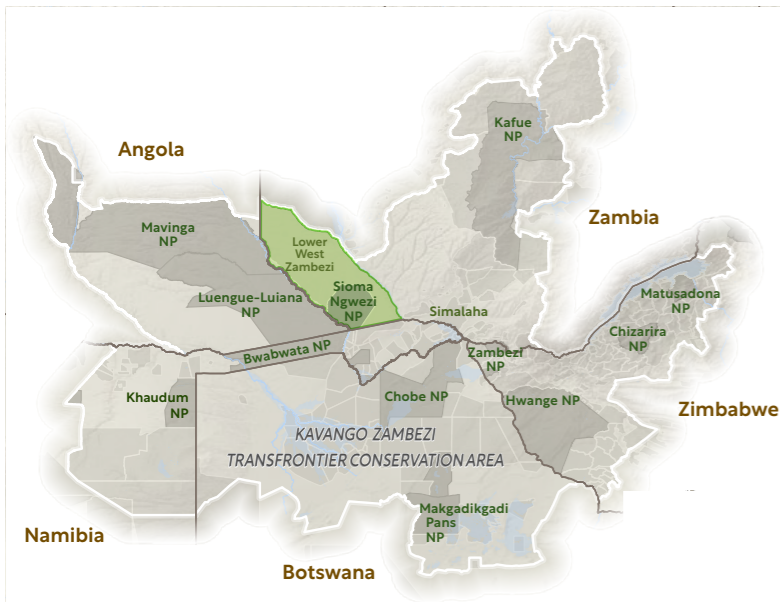 Kafue
NP
Angola
Zambia
Mavinga
NP
Lower
West
Zambezi
Sioma
Ngwezi
NP
Luengue-Luiana
NP
Simalaha
Matusadona
NP
Chizarira
NP
Bwabwata NP
Zambezi
NP
Khaudum
NP
Chobe NP
Hwange NP
Zimbabwe
KAVANGO ZAMBEZI
TRANSFRONTIER CONSERVATION AREA
Makgadikgadi
Pans
NP
Namibia
Botswana